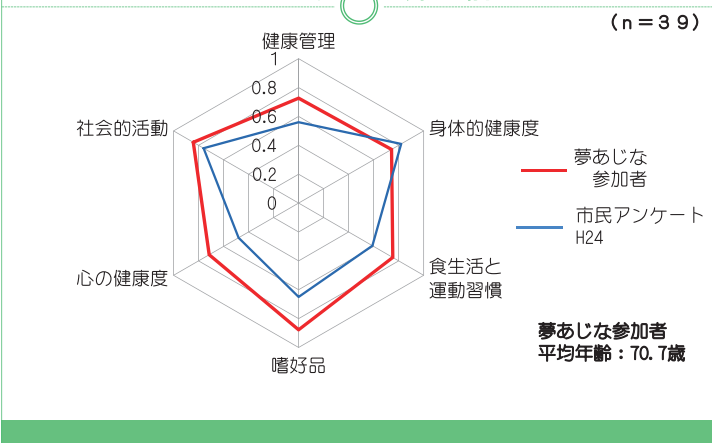 （ｎ＝３９）
健康管理
1
0.8
0.6
0.4
0.2
0
社会的活動
身体的健康度
心の健康度
食生活と
運動習慣
嗜好品
夢あじな
参加者
市民アンケート
H24
夢あじな参加者
平均年齢：70.7歳